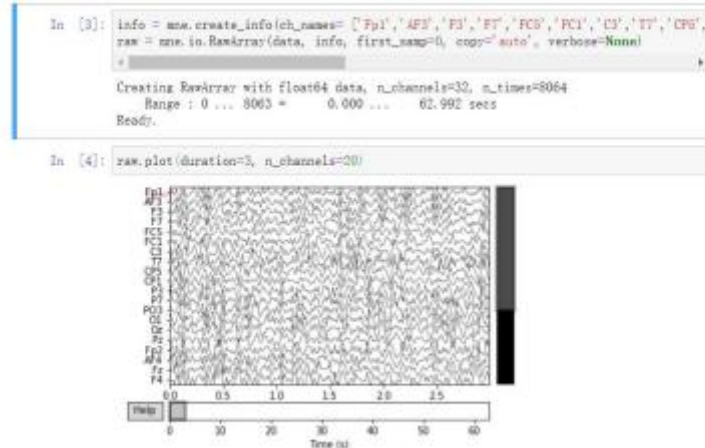 In [3]: info = mne.create_info(ch_names= ['Fp1','AF3','F3','F7','FC5','FC1','C3','T7','CP5',
raw = mne.io.RawArray(data, info, first_samp=0, copy='auto', verbose=None)
Creating RawArray with float64 data, n_channels=32, n_times=8064
Range : 0 ... 8063 = 0.000 ... 62.992 secs
Ready.
In [4]: raw.plot(duration=3, n_channels=20)
Fp1
AF3
F3
F7
FC5
FC1
C3
T7
CP5
CP1
P3
P7
PO3
O1
Oz
Pz
Fp2
AF4
Fz
F4
0.0 0.5 1.0 1.5 2.0 2.5
Help
0 10 20 30 40 50 60
Time (s)